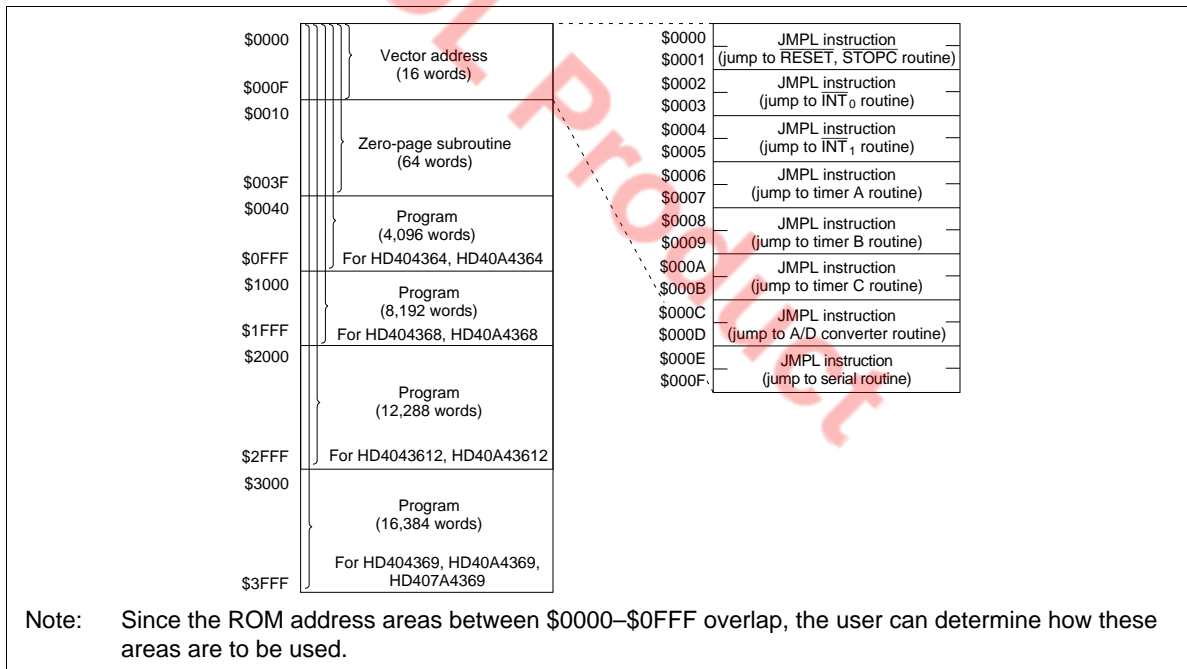 $0000
Vector address
(16 words)
$000F
$0010
Zero-page subroutine
(64 words)
$003F
$0040
Program
(4,096 words)
$0FFF
For HD404364, HD40A4364
$1000
Program
(8,192 words)
$1FFF
For HD404368, HD40A4368
$2000
Program
(12,288 words)
$2FFF
For HD4043612, HD40A43612
$3000
Program
(16,384 words)
For HD404369, HD40A4369,
HD407A4369
$3FFF
$0000
JMPL instruction
$0001
(jump to RESET, STOPC routine)
$0002
JMPL instruction
$0003
(jump to INT0 routine)
$0004
JMPL instruction
$0005
(jump to INT1 routine)
$0006
JMPL instruction
$0007
(jump to timer A routine)
$0008
JMPL instruction
$0009
(jump to timer B routine)
$000A
JMPL instruction
$000B
(jump to timer C routine)
$000C
JMPL instruction
$000D
(jump to A/D converter routine)
$000E
JMPL instruction
$000F
(jump to serial routine)
Note: Since the ROM address areas between $0000–$0FFF overlap, the user can determine how these
areas are to be used.
L Product